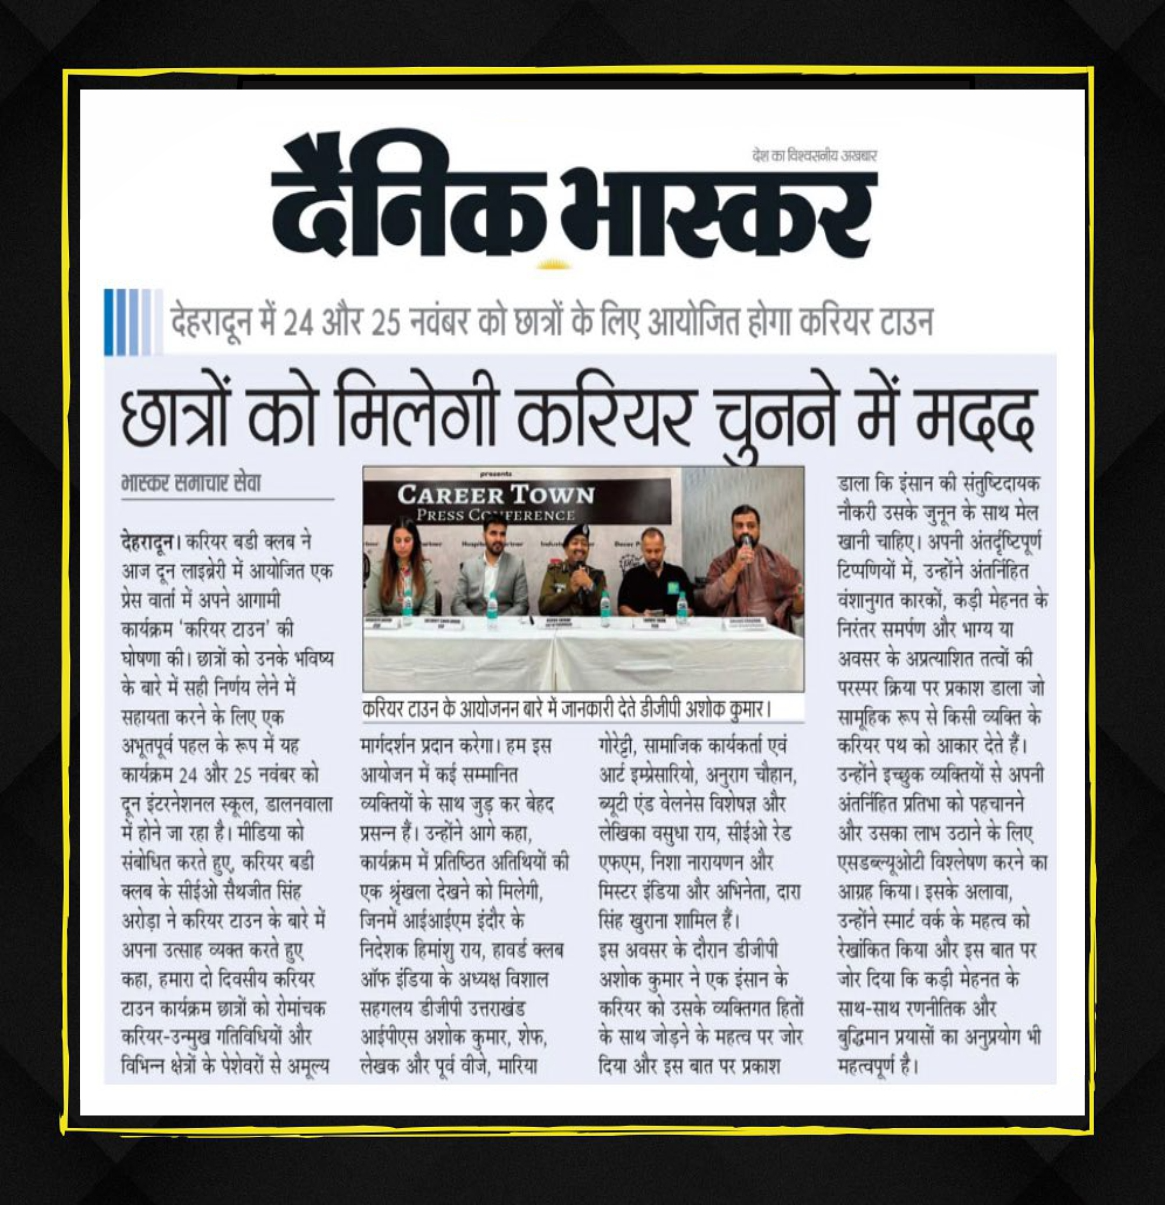 देश का विश्वसनीय अखबार
दैनिक भास्कर
देहरादून में 24 और 25 नवंबर को छात्रों के लिए आयोजित होगा करियर टाउन
छात्रों को मिलेगी करियर चुनने में मदद
भास्कर समाचार सेवा
देहरादून। करियर बडी क्लब ने
आज दून लाइब्रेरी में आयोजित एक
प्रेस वार्ता में अपने आगामी
कार्यक्रम 'करियर टाउन' की
घोषणा की। छात्रों को उनके भविष्य
के बारे में सही निर्णय लेने में
सहायता करने के लिए एक
अभूतपूर्व पहल के रूप में यह
कार्यक्रम 24 और 25 नवंबर को
दून इंटरनेशनल स्कूल, डालनवाला
में होने जा रहा है। मीडिया को
संबोधित करते हुए, करियर बडी
क्लब के सीईओ सैथजीत सिंह
अरोड़ा ने करियर टाउन के बारे में
अपना उत्साह व्यक्त करते हुए
कहा, हमारा दो दिवसीय करियर
टाउन कार्यक्रम छात्रों को रोमांचक
करियर-उन्मुख गतिविधियों और
विभिन्न क्षेत्रों के पेशेवरों से अमूल्य
presents
CAREER TOWN
PRESS CONFERENCE
करियर टाउन के आयोजनन बारे में जानकारी देते डीजीपी अशोक कुमार।
मार्गदर्शन प्रदान करेगा। हम इस
आयोजन में कई सम्मानित
व्यक्तियों के साथ जुड़ कर बेहद
प्रसन्न हैं। उन्होंने आगे कहा,
कार्यक्रम में प्रतिष्ठित अतिथियों की
एक श्रृंखला देखने को मिलेगी,
जिनमें आईआईएम इंदौर के
निदेशक हिमांशु राय, हावर्ड क्लब
ऑफ इंडिया के अध्यक्ष विशाल
सहगलय डीजीपी उत्तराखंड
आईपीएस अशोक कुमार, शेफ,
लेखक और पूर्व वीजे, मारिया
गोरेट्टी, सामाजिक कार्यकर्ता एवं
आर्ट इम्प्रेसारियो, अनुराग चौहान,
ब्यूटी एंड वेलनेस विशेषज्ञ और
लेखिका वसुधा राय, सीईओ रेड
एफएम, निशा नारायणन और
मिस्टर इंडिया और अभिनेता, दारा
सिंह खुराना शामिल हैं।
इस अवसर के दौरान डीजीपी
अशोक कुमार ने एक इंसान के
करियर को उसके व्यक्तिगत हितों
के साथ जोड़ने के महत्व पर जोर
दिया और इस बात पर प्रकाश
डाला कि इंसान की संतुष्टिदायक
नौकरी उसके जुनून के साथ मेल
खानी चाहिए। अपनी अंतर्दृष्टिपूर्ण
टिप्पणियों में, उन्होंने अंतर्निहित
वंशानुगत कारकों, कड़ी मेहनत के
निरंतर समर्पण और भाग्य या
अवसर के अप्रत्याशित तत्वों की
परस्पर क्रिया पर प्रकाश डाला जो
सामूहिक रूप से किसी व्यक्ति के
करियर पथ को आकार देते हैं।
उन्होंने इच्छुक व्यक्तियों से अपनी
अंतर्निहित प्रतिभा को पहचानने
और उसका लाभ उठाने के लिए
एसडब्ल्यूओटी विश्लेषण करने का
आग्रह किया। इसके अलावा,
उन्होंने स्मार्ट वर्क के महत्व को
रेखांकित किया और इस बात पर
जोर दिया कि कड़ी मेहनत के
साथ-साथ रणनीतिक और
बुद्धिमान प्रयासों का अनुप्रयोग भी
महत्वपूर्ण है।